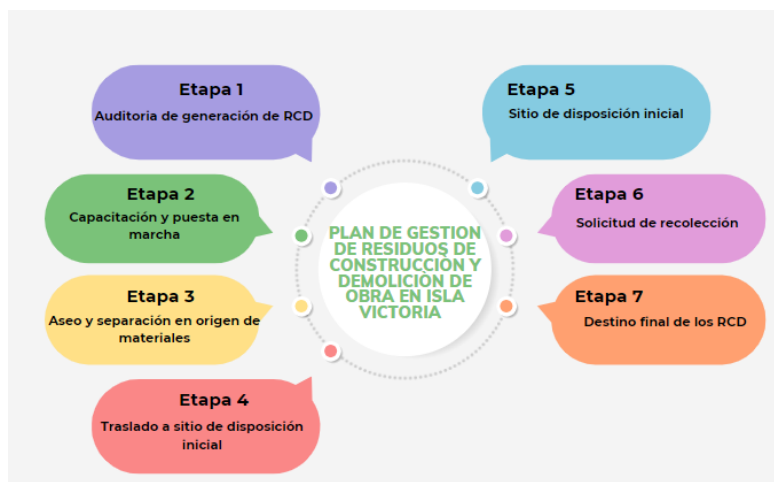 Etapa 1
Auditoria de generación de RCD
Etapa 2
Capacitación y puesta en
marcha
Etapa 3
Aseo y separación en origen de
materiales
Etapa 4
Traslado a sitio de disposición
inicial
PLAN DE GESTION
DE RESIDUOS DE
CONSTRUCCIÓN Y
DEMOLICIÓN DE
OBRA EN ISLA
VICTORIA
Etapa 5
Sitio de disposición inicial
Etapa 6
Solicitud de recolección
Etapa 7
Destino final de los RCD